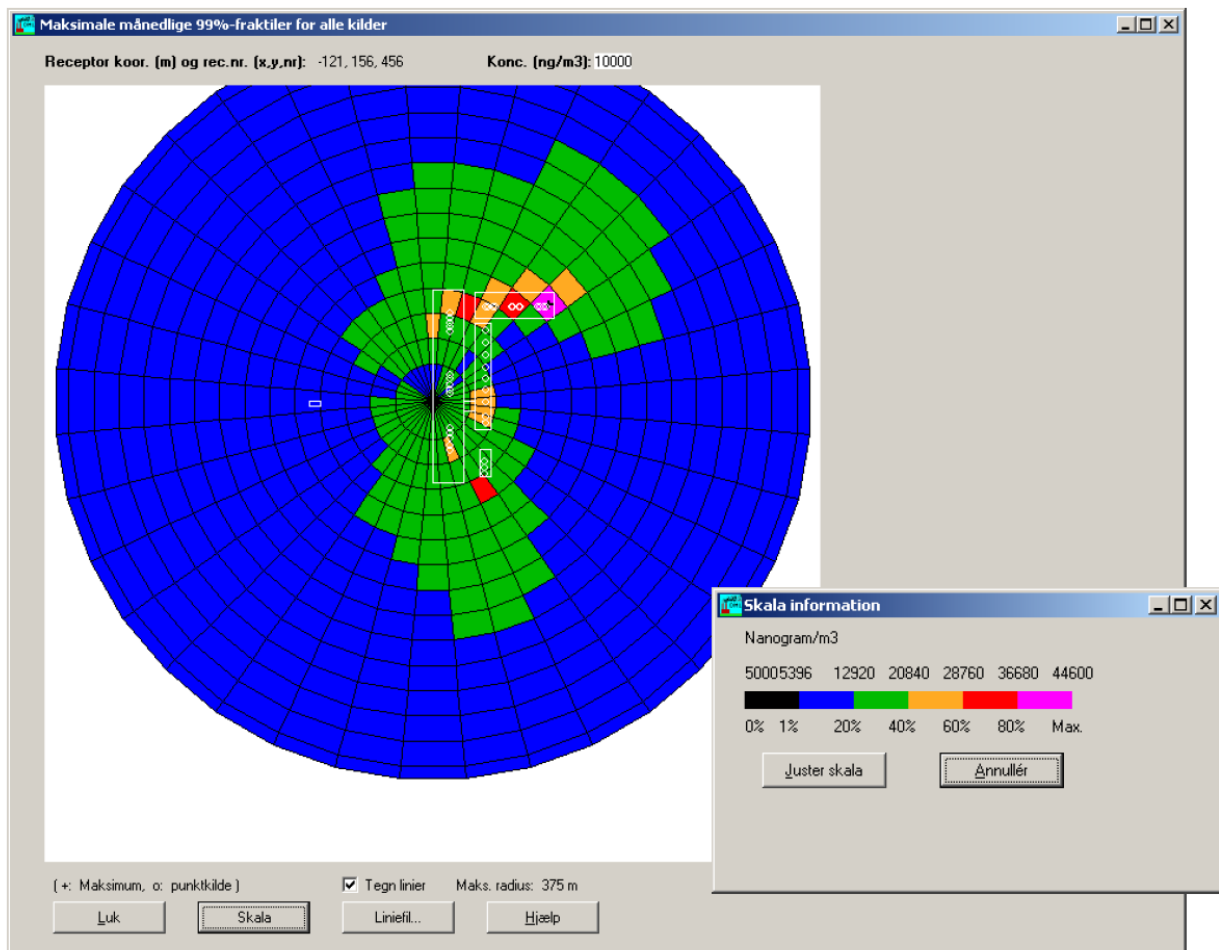 Maksimale månedlige 99%-fraktiler for alle kilder
Receptor koor. (m) og rec.nr. (x,y,nr): -121, 156, 456 Konc. (ng/m3): 10000
Skala information
Nanogram/m3
5000 5396 12920 20840 28760 36680 44600
0% 1% 20% 40% 60% 80% Max.
Juster skala Annullér
( +: Maksimum, o: punktkilde ) Tegn linier Maks. radius: 375 m
Luk Skala Liniefil... Hjælp